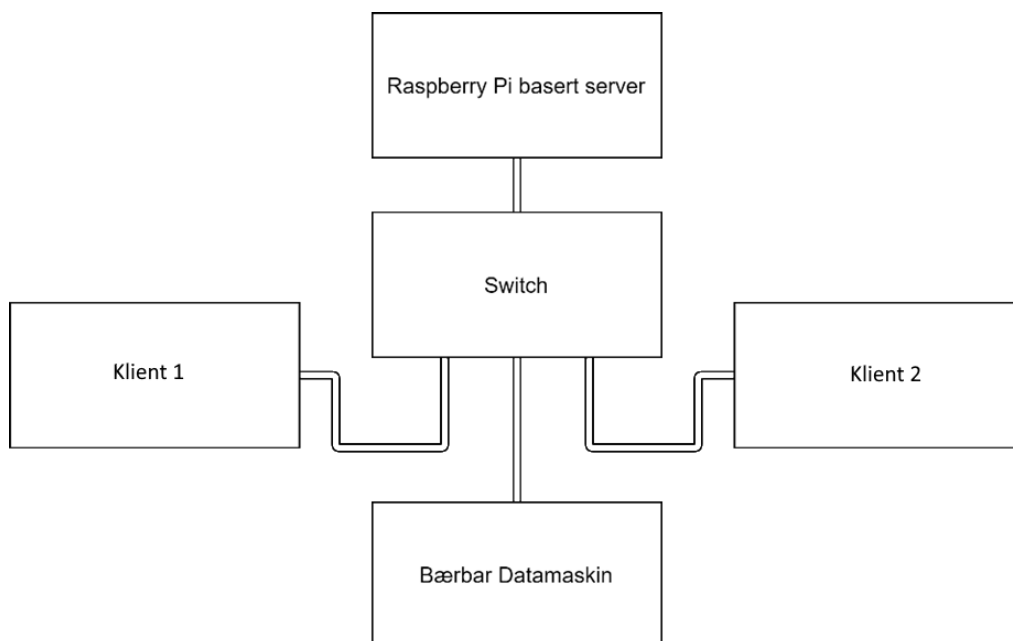 Raspberry Pi basert server
Switch
Klient 1
Klient 2
Bærbar Datamaskin